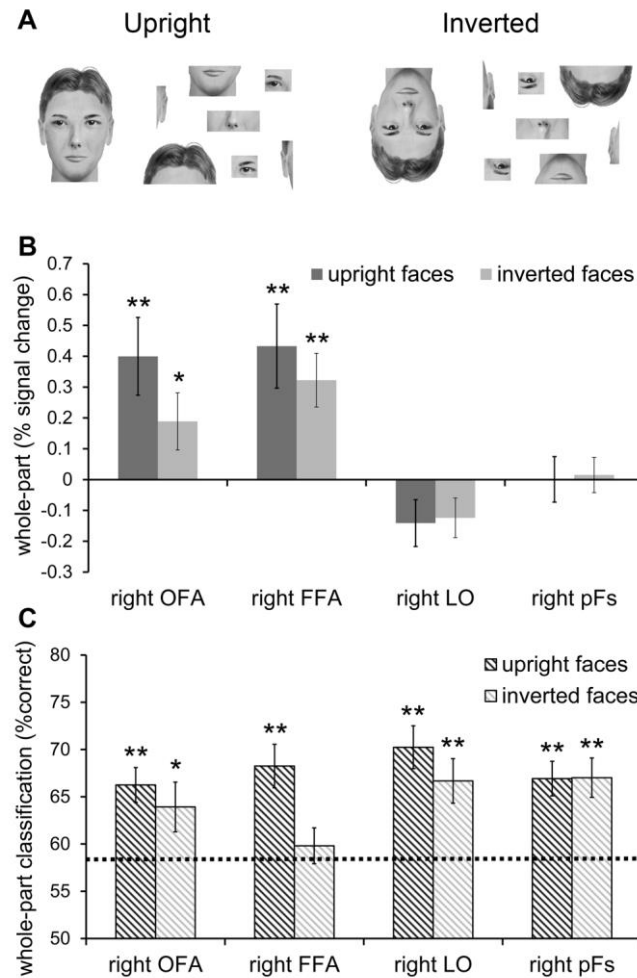 A
Upright
Inverted
B
whole-part (% signal change)
0.7
0.6
0.5
0.4
0.3
0.2
0.1
0
-0.1
-0.2
-0.3
upright faces
inverted faces
**
*
**
**
right OFA
right FFA
right LO
right pFs
C
whole-part classification (%correct)
80
75
70
65
60
55
50
upright faces
inverted faces
**
*
**
**
**
**
**
right OFA
right FFA
right LO
right pFs